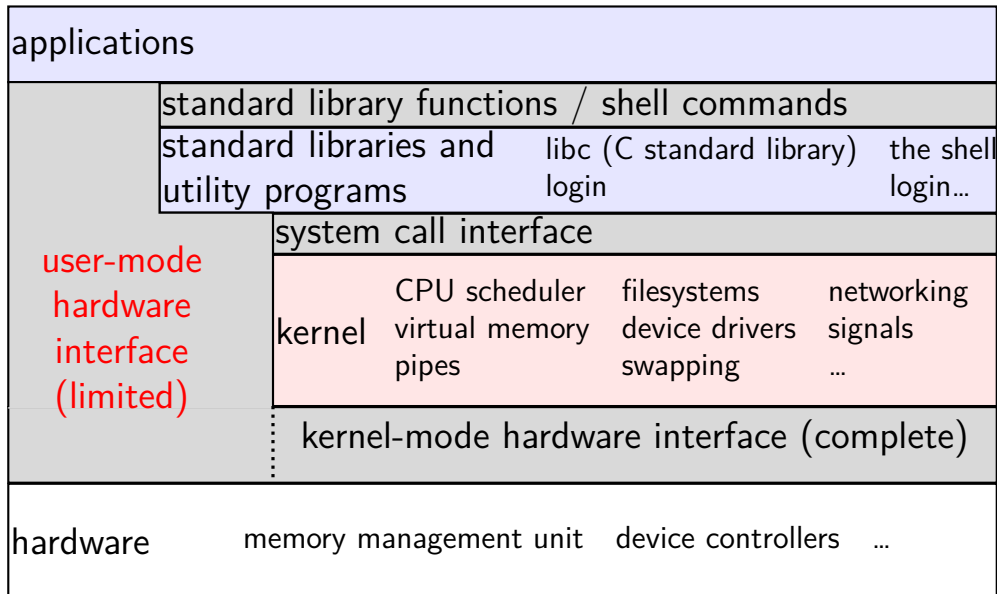 applications
standard library functions / shell commands
standard libraries and libc (C standard library) the shell
utility programs login login…
system call interface
user-mode
hardware
interface
(limited)
kernel
CPU scheduler filesystems networking
virtual memory device drivers signals
pipes swapping …
kernel-mode hardware interface (complete)
hardware memory management unit device controllers …